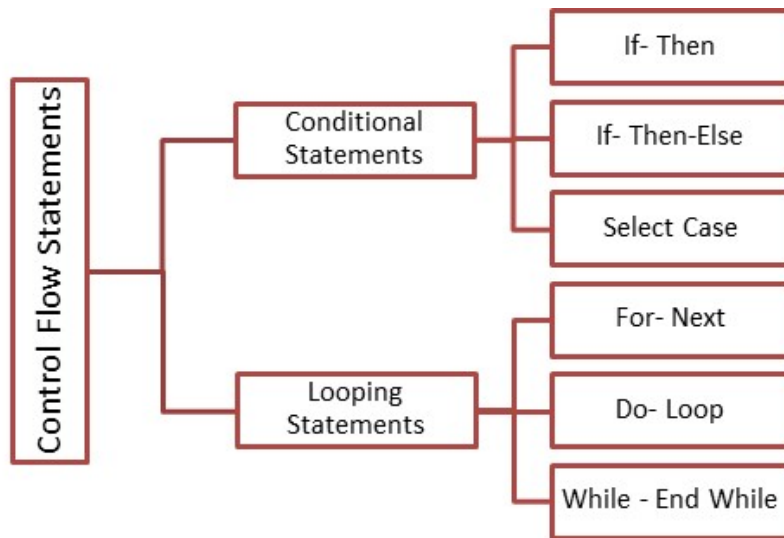 Control Flow Statements
Conditional
Statements
If- Then
If- Then-Else
Select Case
Looping
Statements
For- Next
Do- Loop
While - End While